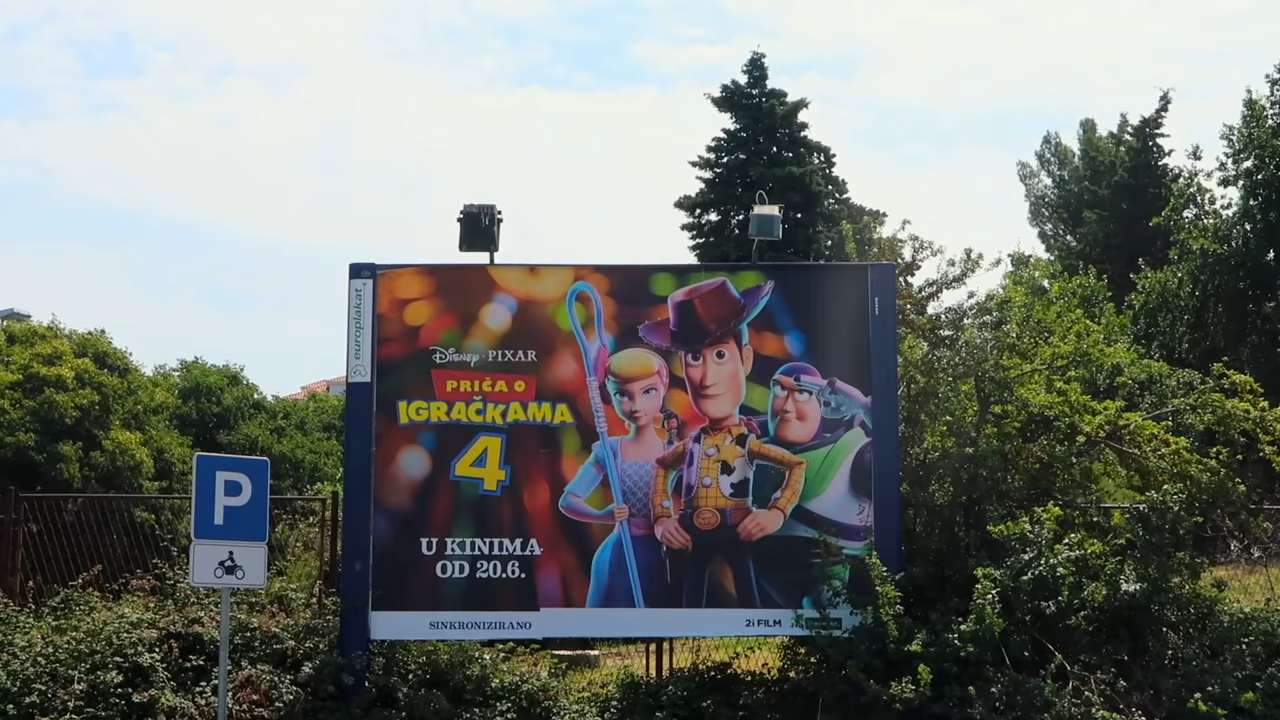 europlakat
Disney · PIXAR
PRIČA O
IGRAČKAMA
4
U KINIMA
OD 20.6.
SINKRONIZIRANO
2i FILM
P